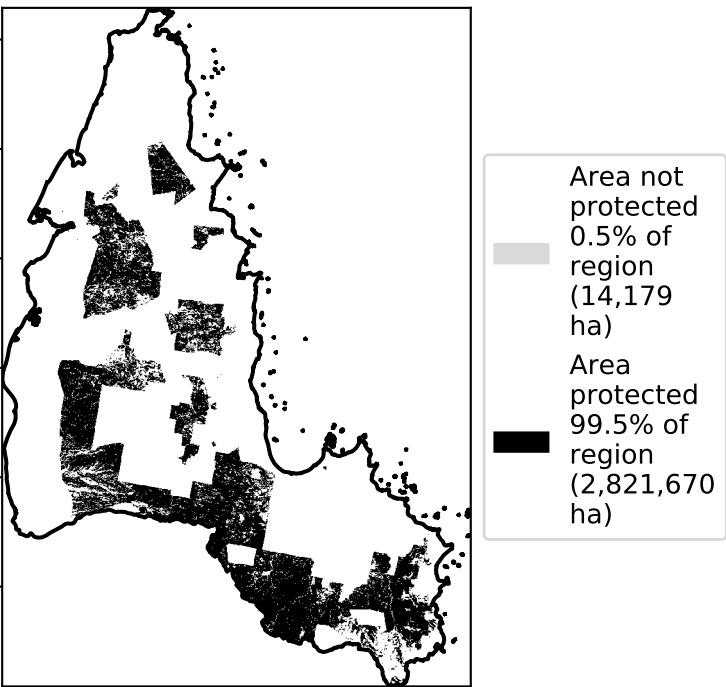 Area not
protected
0.5% of
region
(14,179
ha)
Area
protected
99.5% of
region
(2,821,670
ha)